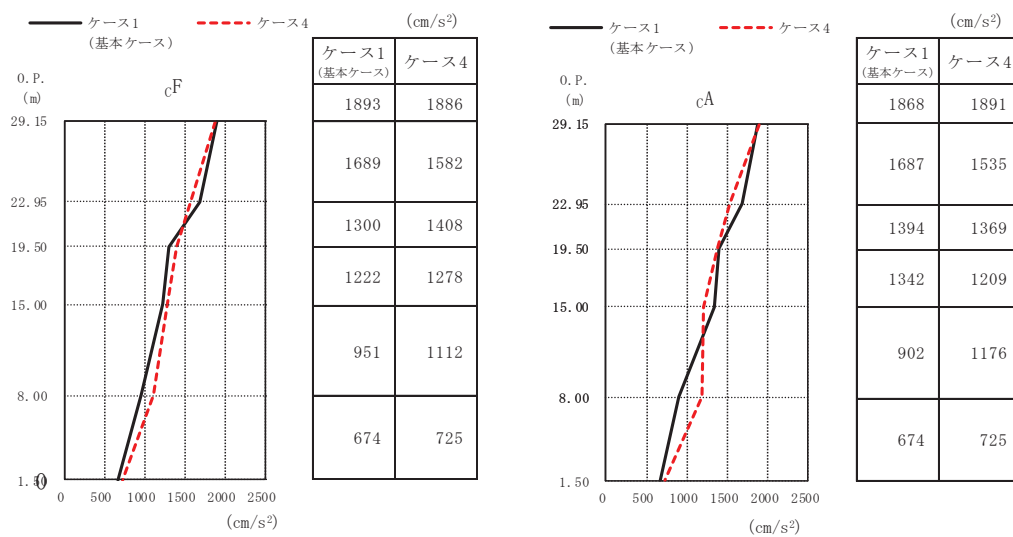 ケース1
(基本ケース)
ケース4
(cm/s²)
O.P.
(m)
cF
29.15
22.95
19.50
15.00
8.00
1.50
0 500 1000 1500 2000 2500
(cm/s²)
ケース1 ケース4
(基本ケース)
1893 1886
1689 1582
1300 1408
1222 1278
951 1112
674 725
ケース1
(基本ケース)
ケース4
(cm/s²)
O.P.
(m)
cA
29.15
22.95
19.50
15.00
8.00
1.50
0 500 1000 1500 2000 2500
(cm/s²)
ケース1 ケース4
(基本ケース)
1868 1891
1687 1535
1394 1369
1342 1209
902 1176
674 725